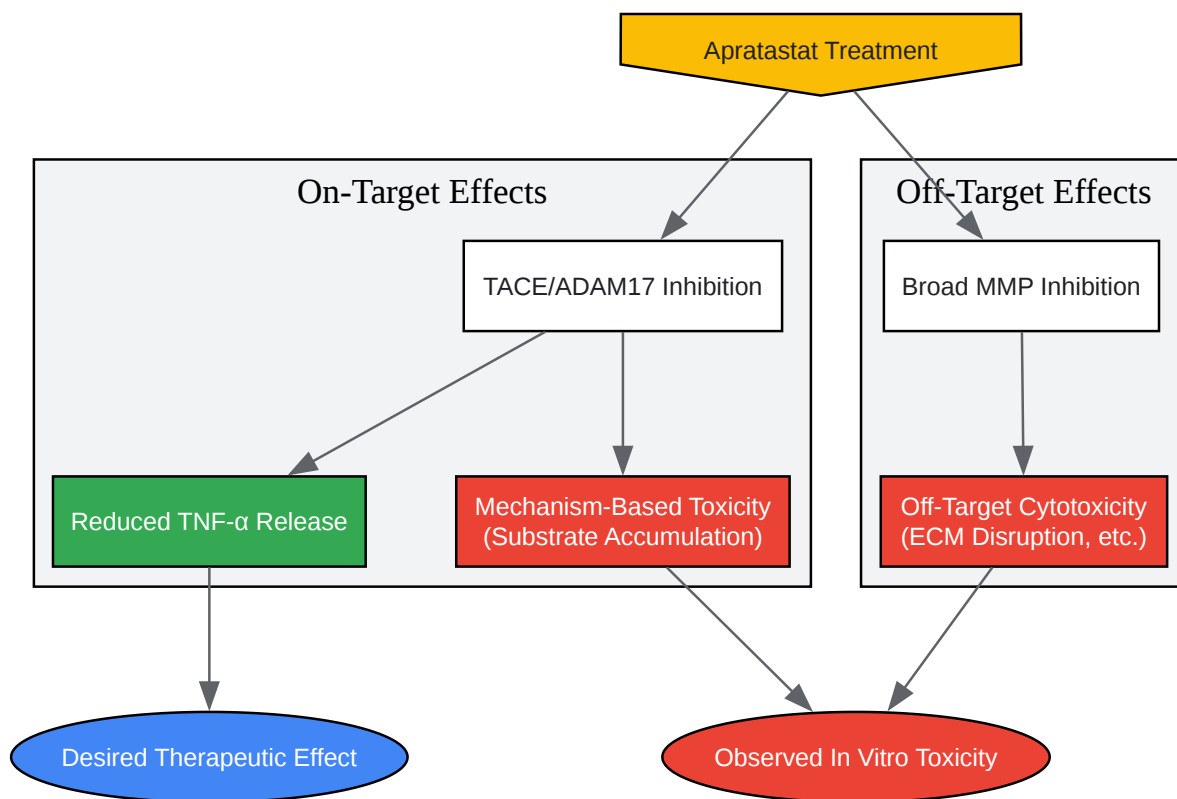 Apratastat Treatment
On-Target Effects
Off-Target Effects
TACE/ADAM17 Inhibition
Broad MMP Inhibition
Reduced TNF-α Release
Mechanism-Based Toxicity
(Substrate Accumulation)
Off-Target Cytotoxicity
(ECM Disruption, etc.)
Desired Therapeutic Effect
Observed In Vitro Toxicity